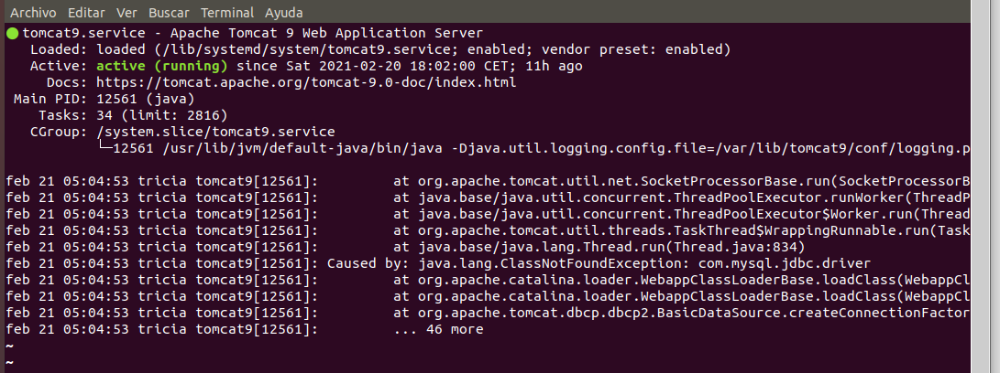 Archivo Editar Ver Buscar Terminal Ayuda
● tomcat9.service - Apache Tomcat 9 Web Application Server
   Loaded: loaded (/lib/systemd/system/tomcat9.service; enabled; vendor preset: enabled)
   Active: active (running) since Sat 2021-02-20 18:02:00 CET; 11h ago
     Docs: https://tomcat.apache.org/tomcat-9.0-doc/index.html
 Main PID: 12561 (java)
    Tasks: 34 (limit: 2816)
   CGroup: /system.slice/tomcat9.service
           └─12561 /usr/lib/jvm/default-java/bin/java -Djava.util.logging.config.file=/var/lib/tomcat9/conf/logging.p
feb 21 05:04:53 tricia tomcat9[12561]:         at org.apache.tomcat.util.net.SocketProcessorBase.run(SocketProcessorB
feb 21 05:04:53 tricia tomcat9[12561]:         at java.base/java.util.concurrent.ThreadPoolExecutor.runWorker(ThreadP
feb 21 05:04:53 tricia tomcat9[12561]:         at java.base/java.util.concurrent.ThreadPoolExecutor$Worker.run(Thread
feb 21 05:04:53 tricia tomcat9[12561]:         at org.apache.tomcat.util.threads.TaskThread$WrappingRunnable.run(Task
feb 21 05:04:53 tricia tomcat9[12561]:         at java.base/java.lang.Thread.run(Thread.java:834)
feb 21 05:04:53 tricia tomcat9[12561]: Caused by: java.lang.ClassNotFoundException: com.mysql.jdbc.driver
feb 21 05:04:53 tricia tomcat9[12561]:         at org.apache.catalina.loader.WebappClassLoaderBase.loadClass(WebappCl
feb 21 05:04:53 tricia tomcat9[12561]:         at org.apache.catalina.loader.WebappClassLoaderBase.loadClass(WebappCl
feb 21 05:04:53 tricia tomcat9[12561]:         at org.apache.tomcat.dbcp.dbcp2.BasicDataSource.createConnectionFactor
feb 21 05:04:53 tricia tomcat9[12561]:         ... 46 more
~
~